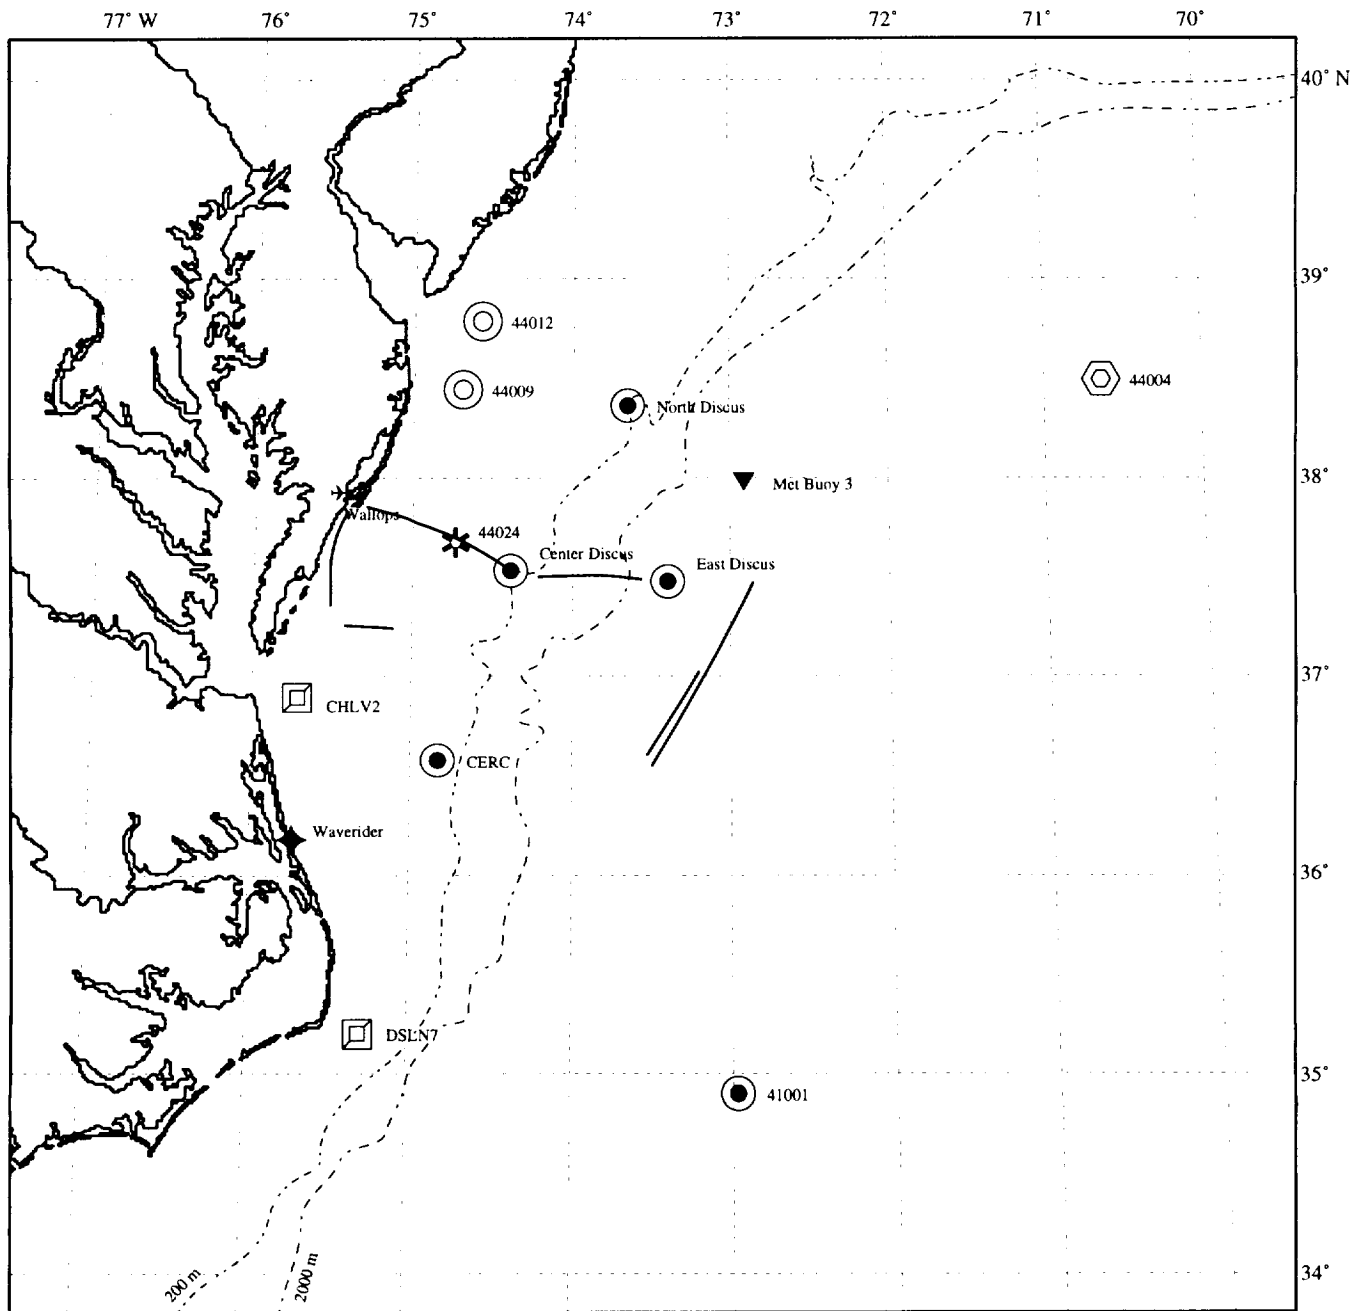 77° W 76° 75° 74° 73° 72° 71° 70°
40° N
39°
44012
44004
44009
North Discus
38°
Met Buoy 3
Wallops
44024
Center Discus
East Discus
37°
CHLV2
CERC
Waverider
36°
DSLN7
35°
41001
200 m
2000 m
34°